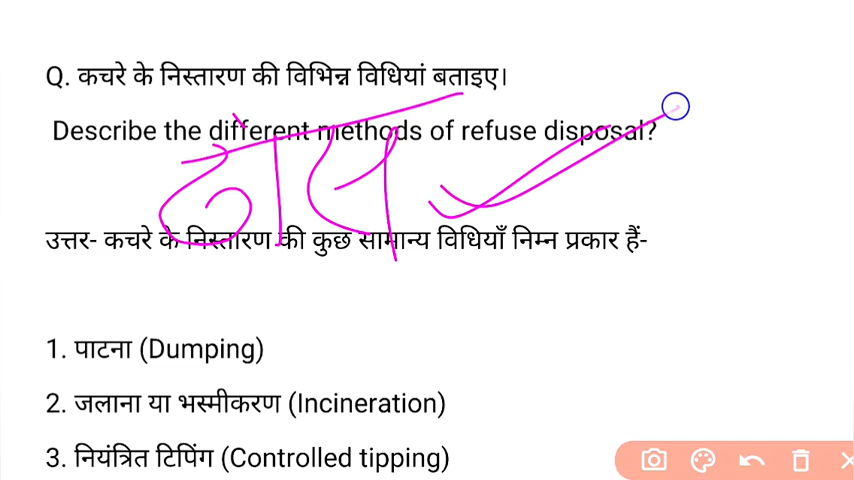 Q. कचरे के निस्तारण की विभिन्न विधियां बताइए।
Describe the different methods of refuse disposal?
उत्तर- कचरे के निस्तारण की कुछ सामान्य विधियाँ निम्न प्रकार हैं-
1. पाटना (Dumping)
2. जलाना या भस्मीकरण (Incineration)
3. नियंत्रित टिपिंग (Controlled tipping)